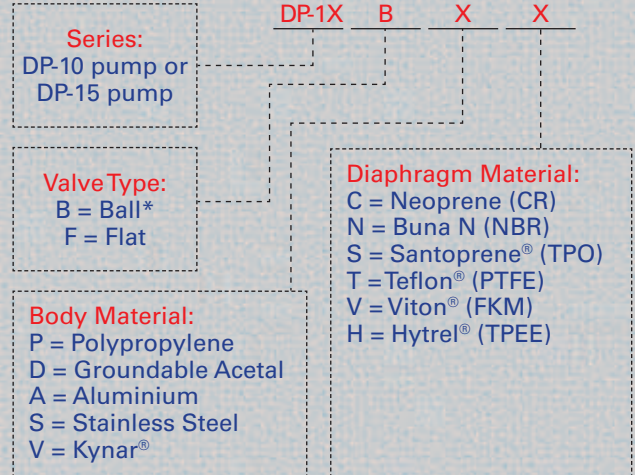 DP-1X B X X
Series:
DP-10 pump or
DP-15 pump
Valve Type:
B = Ball*
F = Flat
Body Material:
P = Polypropylene
D = Groundable Acetal
A = Aluminium
S = Stainless Steel
V = Kynar®
Diaphragm Material:
C = Neoprene (CR)
N = Buna N (NBR)
S = Santoprene® (TPO)
T = Teflon® (PTFE)
V = Viton® (FKM)
H = Hytrel® (TPEE)